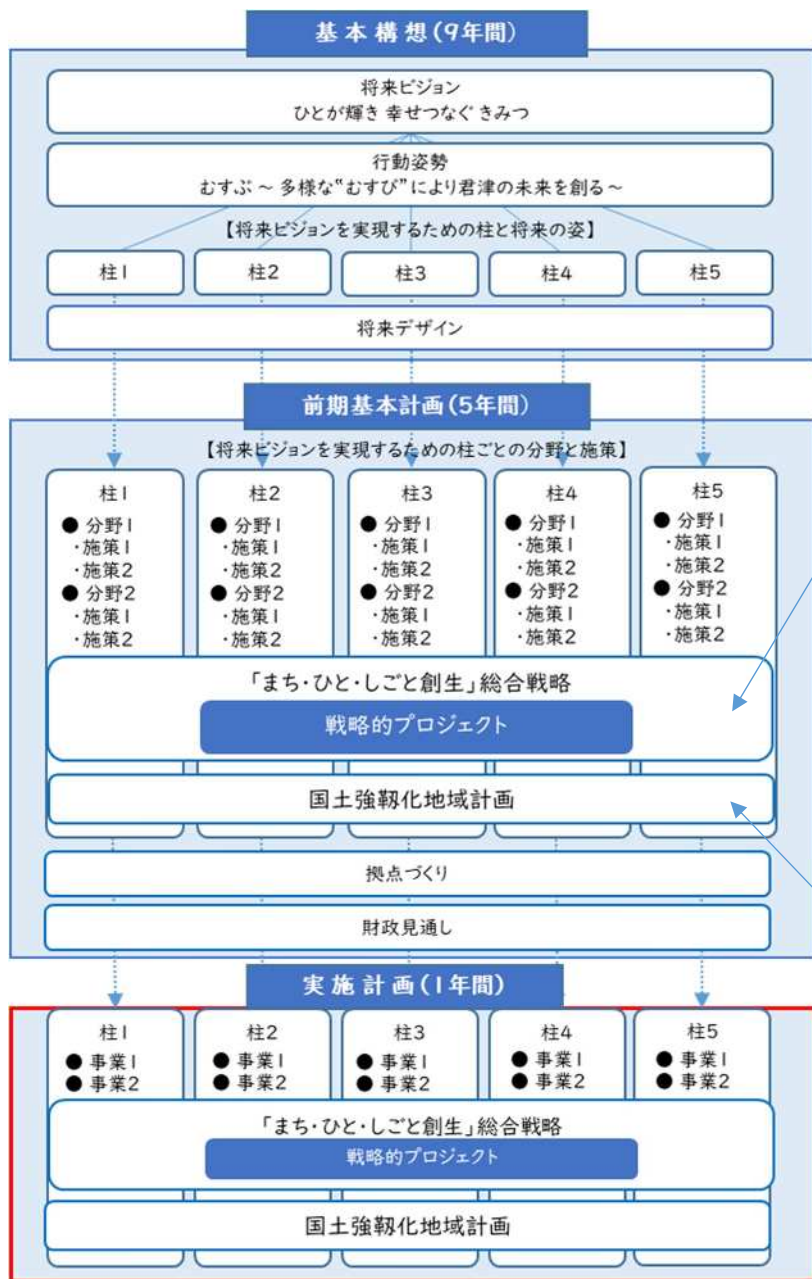 基本構想(9年間)
将来ビジョン
ひとが輝き 幸せつなぐ きみつ
行動姿勢
むすぶ ~ 多様な“むすび”により君津の未来を創る~
【将来ビジョンを実現するための柱と将来の姿】
柱1
柱2
柱3
柱4
柱5
将来デザイン
前期基本計画(5年間)
【将来ビジョンを実現するための柱ごとの分野と施策】
柱1
● 分野1
・施策1
・施策2
● 分野2
・施策1
・施策2
柱2
● 分野1
・施策1
・施策2
● 分野2
・施策1
・施策2
柱3
● 分野1
・施策1
・施策2
● 分野2
・施策1
・施策2
柱4
● 分野1
・施策1
・施策2
● 分野2
・施策1
・施策2
柱5
● 分野1
・施策1
・施策2
● 分野2
・施策1
・施策2
「まち・ひと・しごと創生」総合戦略
戦略的プロジェクト
国土強靱化地域計画
拠点づくり
財政見通し
実施計画(1年間)
柱1
● 事業1
● 事業2
柱2
● 事業1
● 事業2
柱3
● 事業1
● 事業2
柱4
● 事業1
● 事業2
柱5
● 事業1
● 事業2
「まち・ひと・しごと創生」総合戦略
戦略的プロジェクト
国土強靱化地域計画